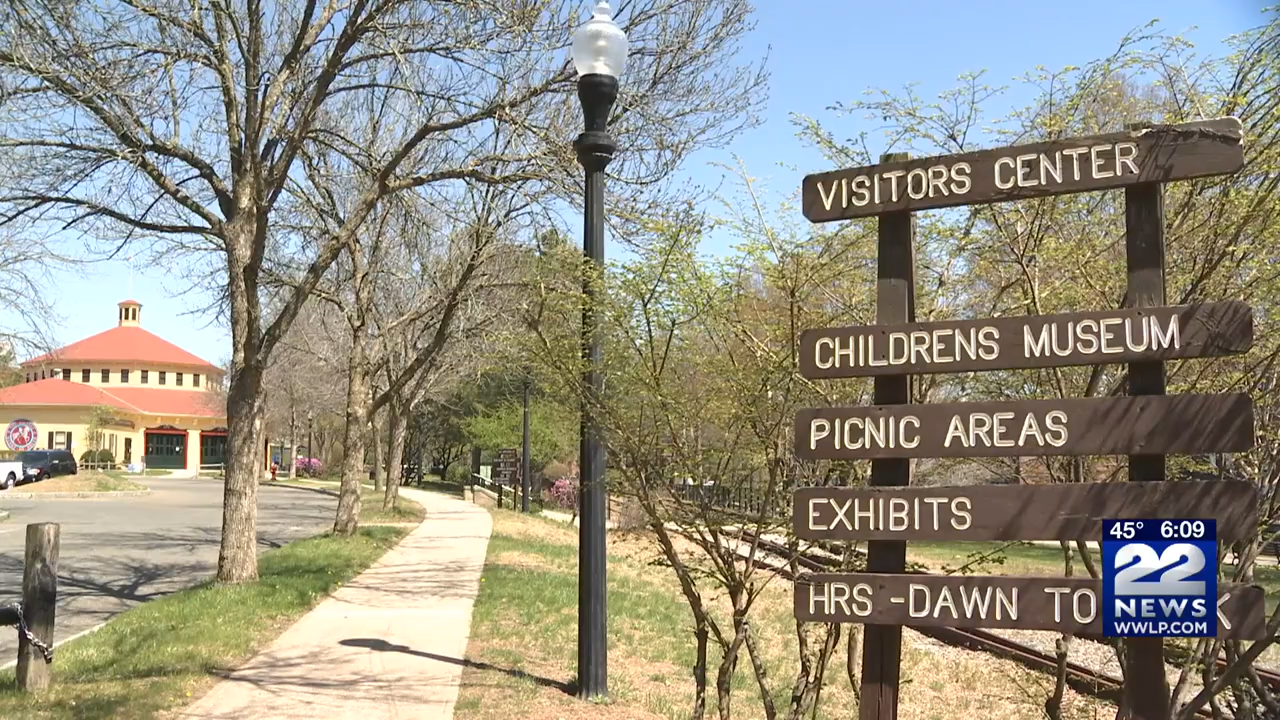 VISITORS CENTER
CHILDRENS MUSEUM
PICNIC AREAS
EXHIBITS
HRS -DAWN TO
45° 6:09
22
NEWS
WWLP.COM